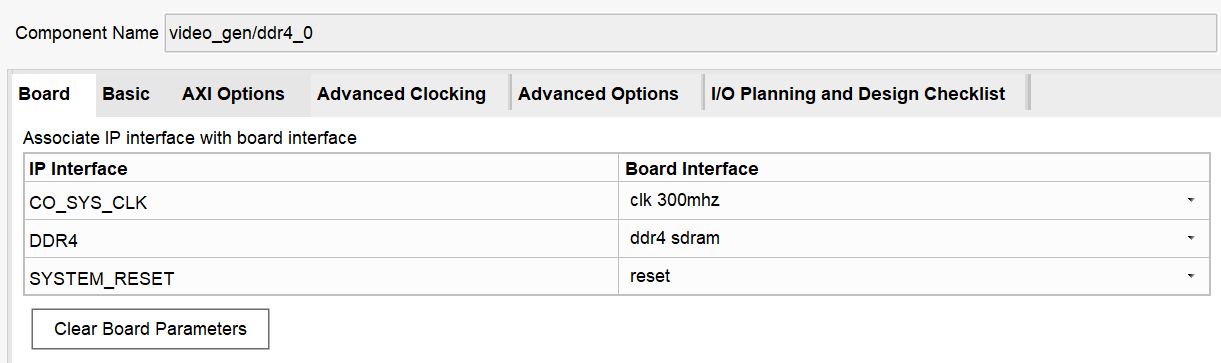 Component Name video_gen/ddr4_0
Board Basic AXI Options Advanced Clocking Advanced Options I/O Planning and Design Checklist
Associate IP interface with board interface
IP Interface Board Interface
CO_SYS_CLK clk 300mhz
DDR4 ddr4 sdram
SYSTEM_RESET reset
Clear Board Parameters